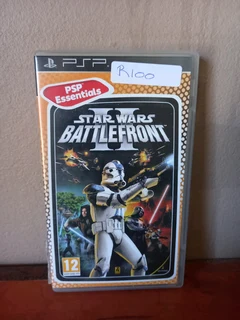 PSP
R100
PSP
Essentials
STAR WARS
II
BATTLEFRONT
12